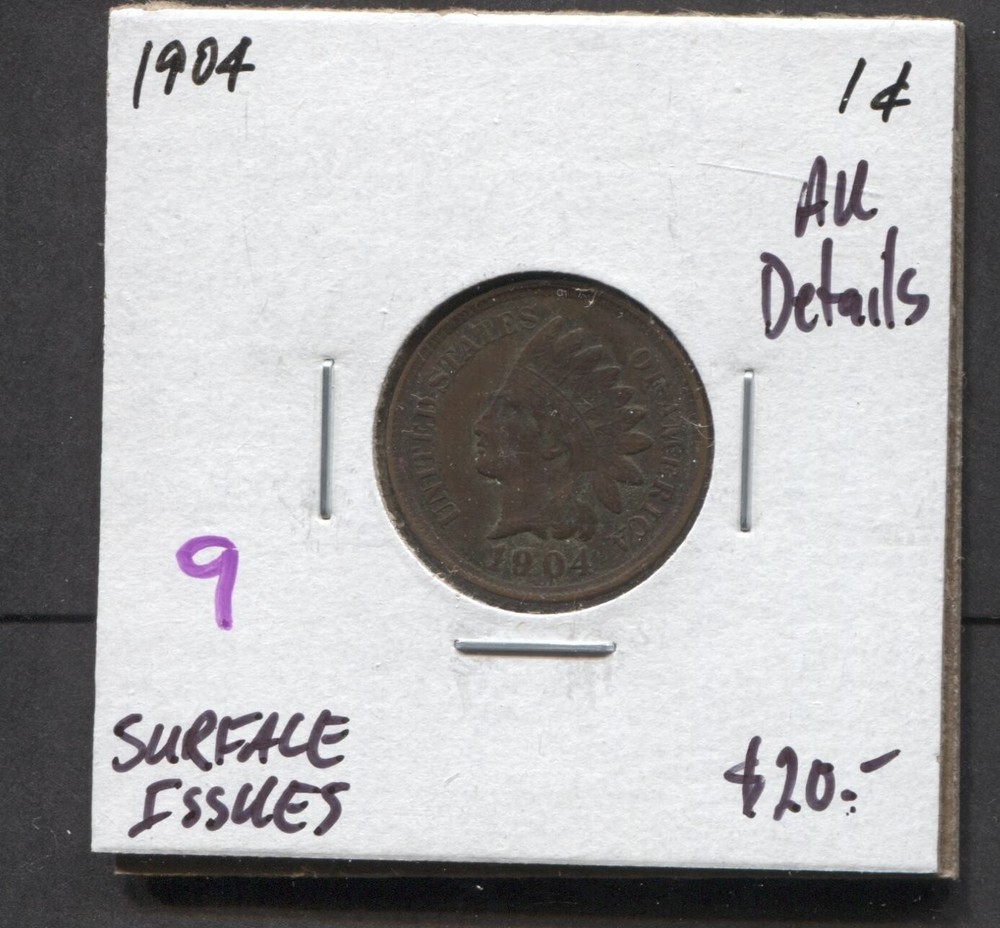 1904
1¢
AU
Details
UNITED STATES
OF AMERICA
1904
9
SURFACE
ISSUES
$20.-